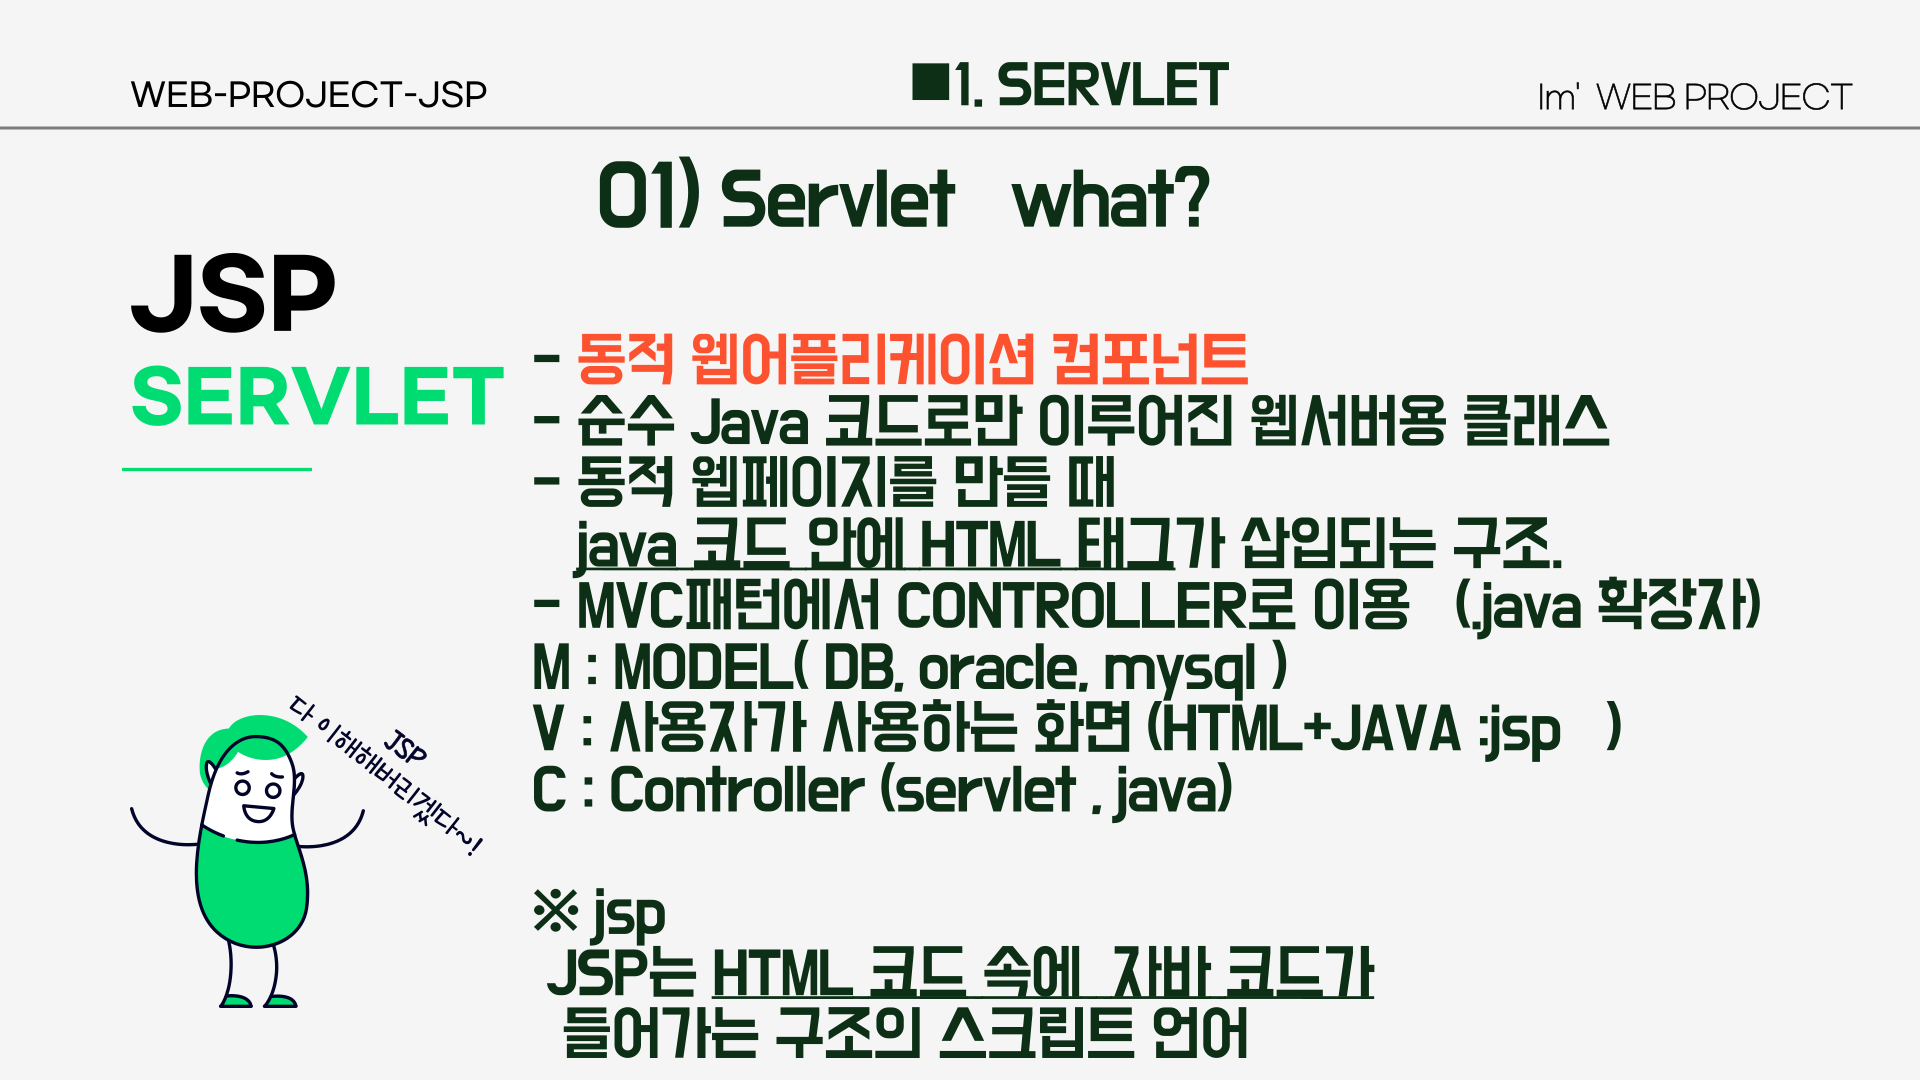 WEB-PROJECT-JSP
■1. SERVLET
Im' WEB PROJECT
01) Servlet what?
JSP
SERVLET
- 동적 웹어플리케이션 컴포넌트
- 순수 Java 코드로만 이루어진 웹서버용 클래스
- 동적 웹페이지를 만들 때
java 코드 안에 HTML 태그가 삽입되는 구조.
- MVC패턴에서 CONTROLLER로 이용 (.java 확장자)
M : MODEL( DB, oracle, mysql )
V : 사용자가 사용하는 화면 (HTML+JAVA :jsp )
C : Controller (servlet , java)
※ jsp
JSP는 HTML 코드 속에 자바 코드가
들어가는 구조의 스크립트 언어
JSP
다 이해해버리겠다~!